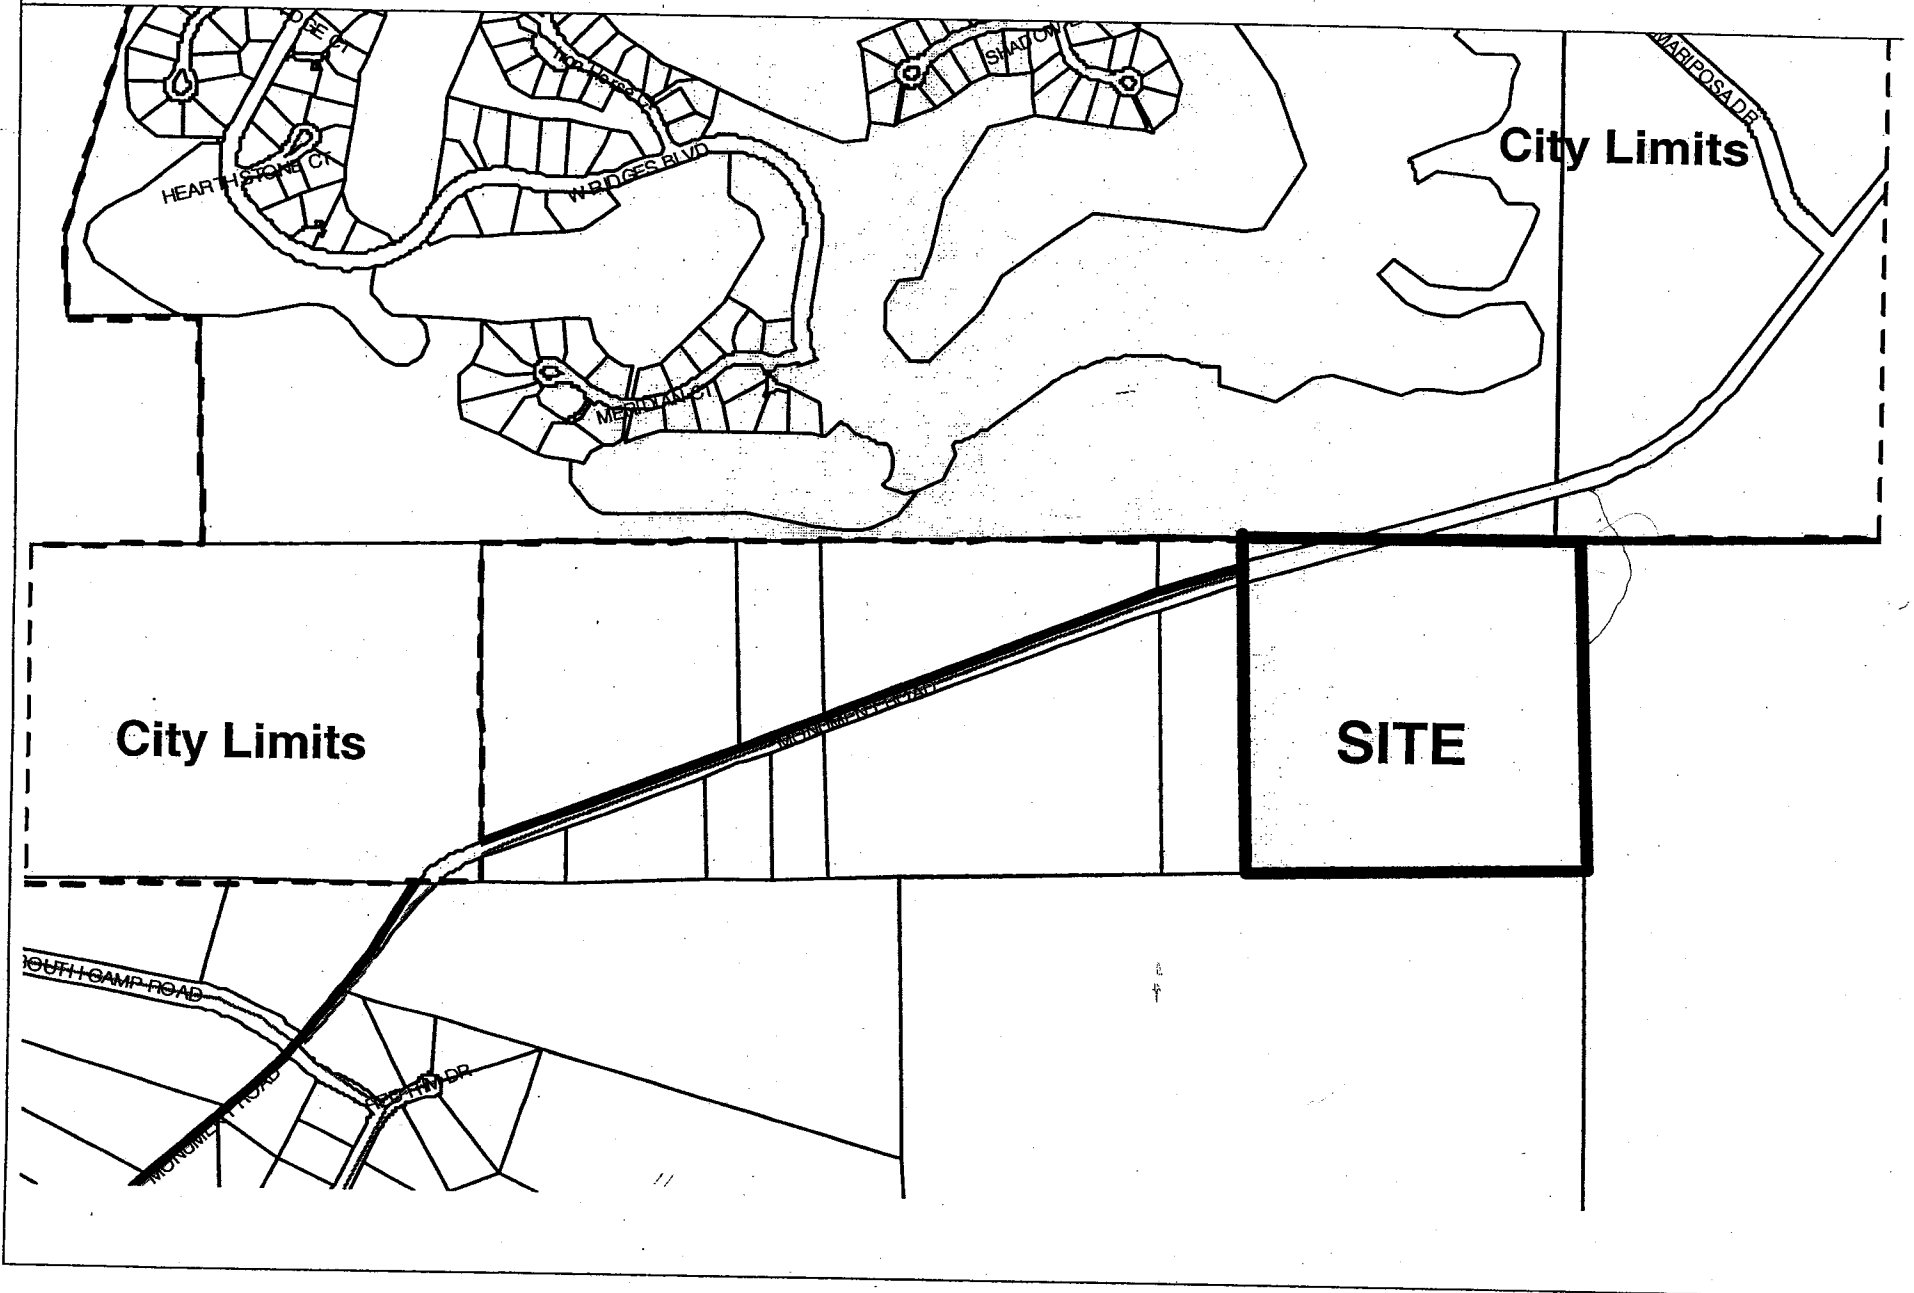 SHADOW
MARIPOSA DR
City Limits
HEARTHSTONE CT
W RIDGES BLVD
MERIDIAN CT
MONUMENT ROAD
City Limits
SITE
SOUTH CAMP ROAD
MONUMENT ROAD